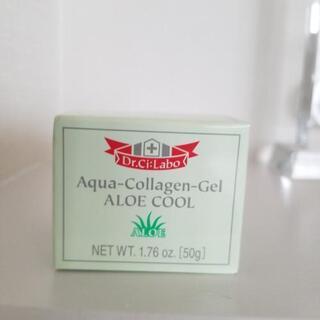 Dr.Ci:Labo
Aqua-Collagen-Gel
ALOE COOL
ALOE
NET WT. 1.76 oz. [50g]